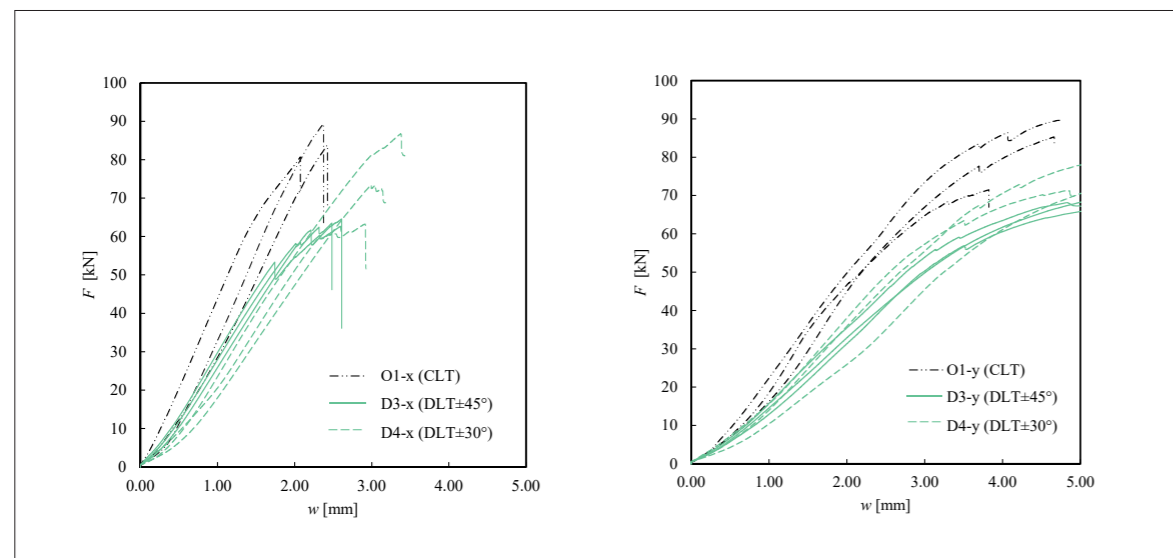 100
90
80
70
60
50
40
30
20
10
0
F [kN]
0.00 1.00 2.00 3.00 4.00 5.00
w [mm]
O1-x (CLT)
D3-x (DLT±45°)
D4-x (DLT±30°)
100
90
80
70
60
50
40
30
20
10
0
F [kN]
0.00 1.00 2.00 3.00 4.00 5.00
w [mm]
O1-y (CLT)
D3-y (DLT±45°)
D4-y (DLT±30°)